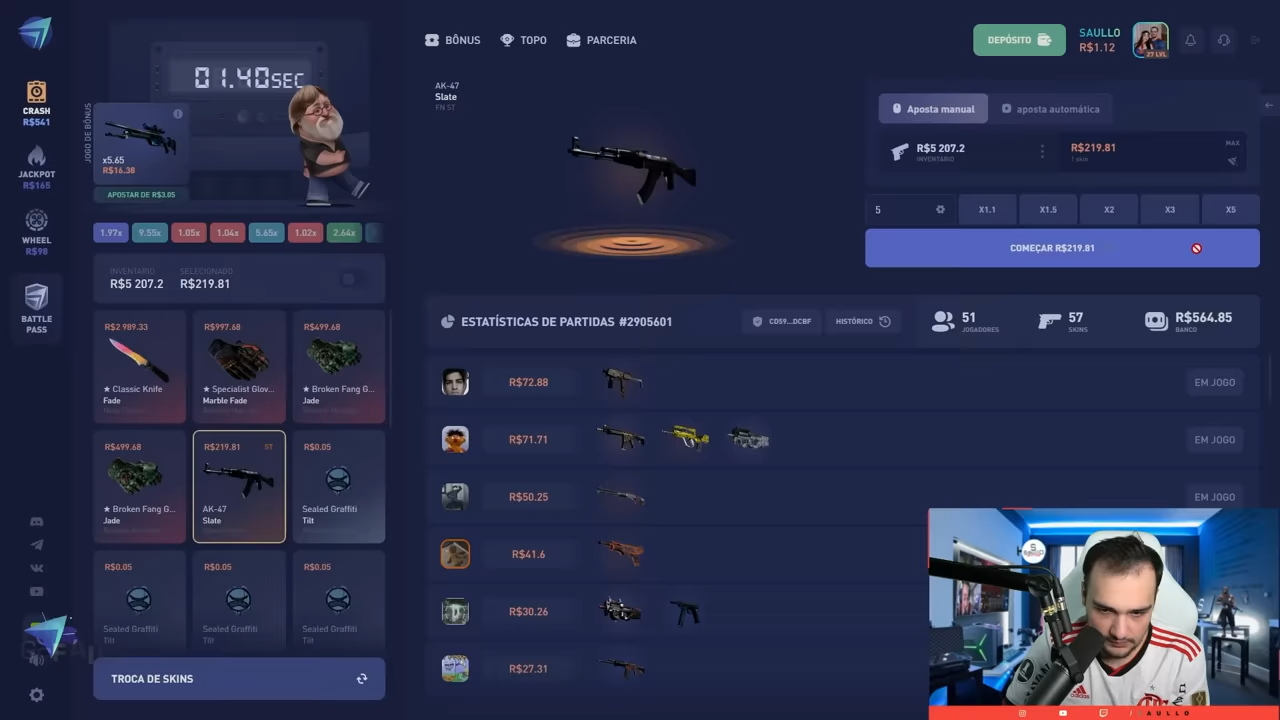 CRASH
R$541
JACKPOT
R$165
WHEEL
R$98
BATTLE
PASS
01.40SEC
JOGO DE BÔNUS
x5.65
R$16.38
APOSTAR DE R$3.05
1.97x
9.55x
1.05x
1.04x
5.65x
1.02x
2.64x
INVENTÁRIO
R$5 207.2
SELECIONADO
R$219.81
R$2 989.33
★ Classic Knife
Fade
R$997.68
★ Specialist Glov...
Marble Fade
R$499.68
★ Broken Fang G...
Jade
R$499.68
★ Broken Fang G...
Jade
R$219.81
ST
AK-47
Slate
R$0.05
Sealed Graffiti
Tilt
R$0.05
Sealed Graffiti
Tilt
R$0.05
Sealed Graffiti
Tilt
R$0.05
Sealed Graffiti
Tilt
TROCA DE SKINS
BÔNUS
TOPO
PARCERIA
DEPÓSITO
SAULLO
R$1.12
27 LVL
AK-47
Slate
FN ST
Aposta manual
aposta automática
R$5 207.2
INVENTÁRIO
R$219.81
1 skin
MAX
5
X1.1
X1.5
X2
X3
X5
COMEÇAR R$219.81
ESTATÍSTICAS DE PARTIDAS #2905601
CD59...DCBF
HISTÓRICO
51
JOGADORES
57
SKINS
R$564.85
BANCO
R$72.88
EM JOGO
R$71.71
EM JOGO
R$50.25
EM JOGO
R$41.6
R$30.26
R$27.31